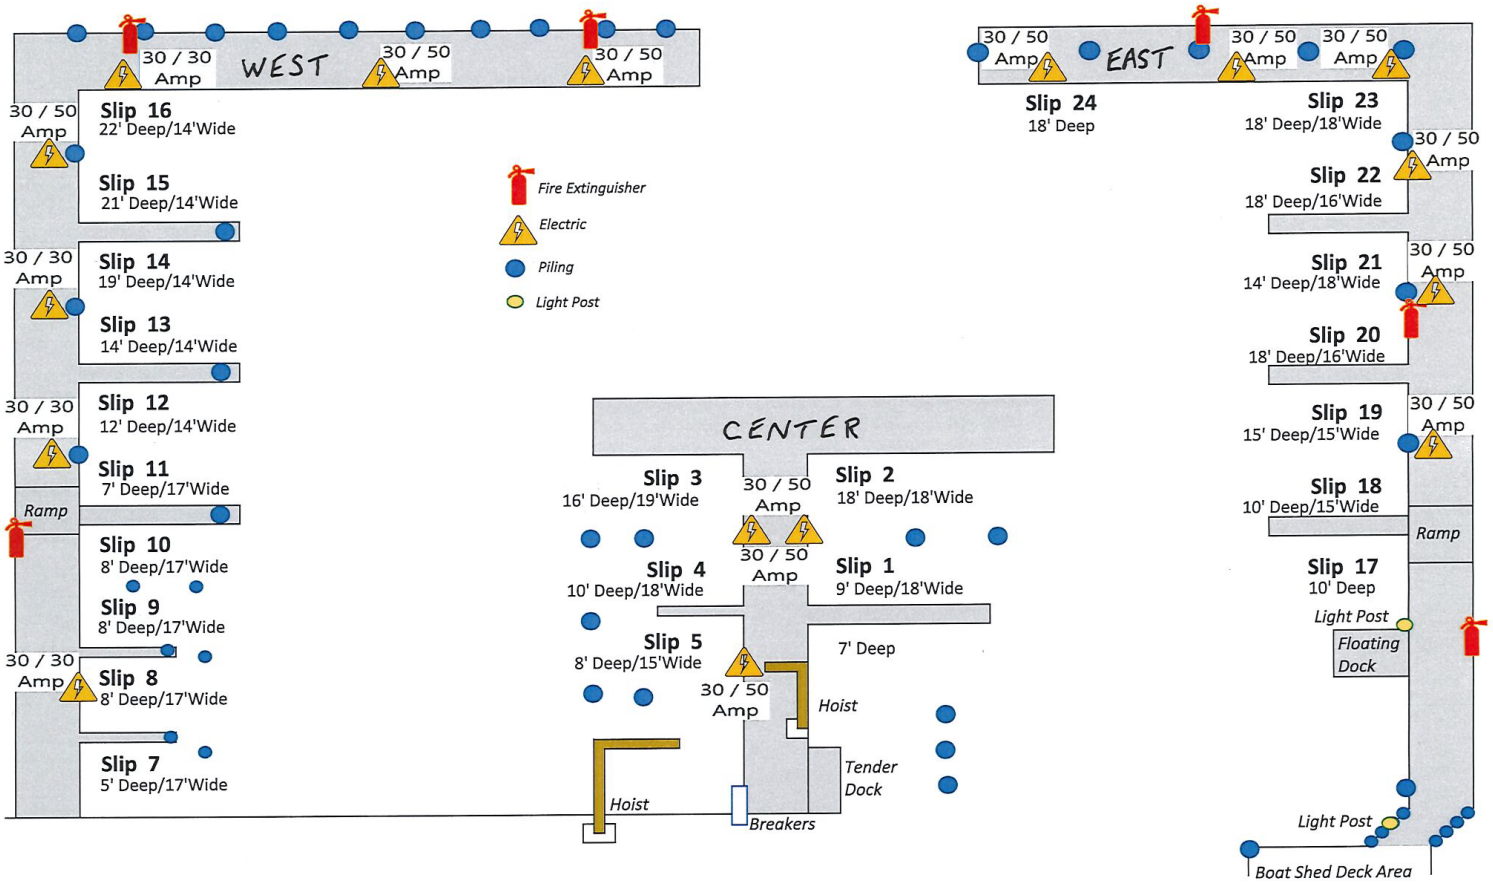 30 / 30
Amp
WEST
30 / 50
Amp
30 / 50
Amp
30 / 50
Amp
Slip 16
22' Deep/14'Wide
Slip 15
21' Deep/14'Wide
30 / 30
Amp
Slip 14
19' Deep/14'Wide
Slip 13
14' Deep/14'Wide
30 / 30
Amp
Slip 12
12' Deep/14'Wide
Slip 11
7' Deep/17'Wide
Ramp
Slip 10
8' Deep/17'Wide
Slip 9
8' Deep/17'Wide
30 / 30
Amp
Slip 8
8' Deep/17'Wide
Slip 7
5' Deep/17'Wide
Fire Extinguisher
Electric
Piling
Light Post
CENTER
Slip 3
16' Deep/19'Wide
30 / 50
Amp
Slip 2
18' Deep/18'Wide
30 / 50
Amp
Slip 4
10' Deep/18'Wide
Slip 1
9' Deep/18'Wide
Slip 5
8' Deep/15'Wide
7' Deep
30 / 50
Amp
Hoist
Tender
Dock
Hoist
Breakers
30 / 50
Amp
EAST
30 / 50
Amp
30 / 50
Amp
Slip 24
18' Deep
Slip 23
18' Deep/18'Wide
30 / 50
Amp
Slip 22
18' Deep/16'Wide
30 / 50
Amp
Slip 21
14' Deep/18'Wide
Slip 20
18' Deep/16'Wide
30 / 50
Amp
Slip 19
15' Deep/15'Wide
Slip 18
10' Deep/15'Wide
Ramp
Slip 17
10' Deep
Light Post
Floating
Dock
Light Post
Boat Shed Deck Area